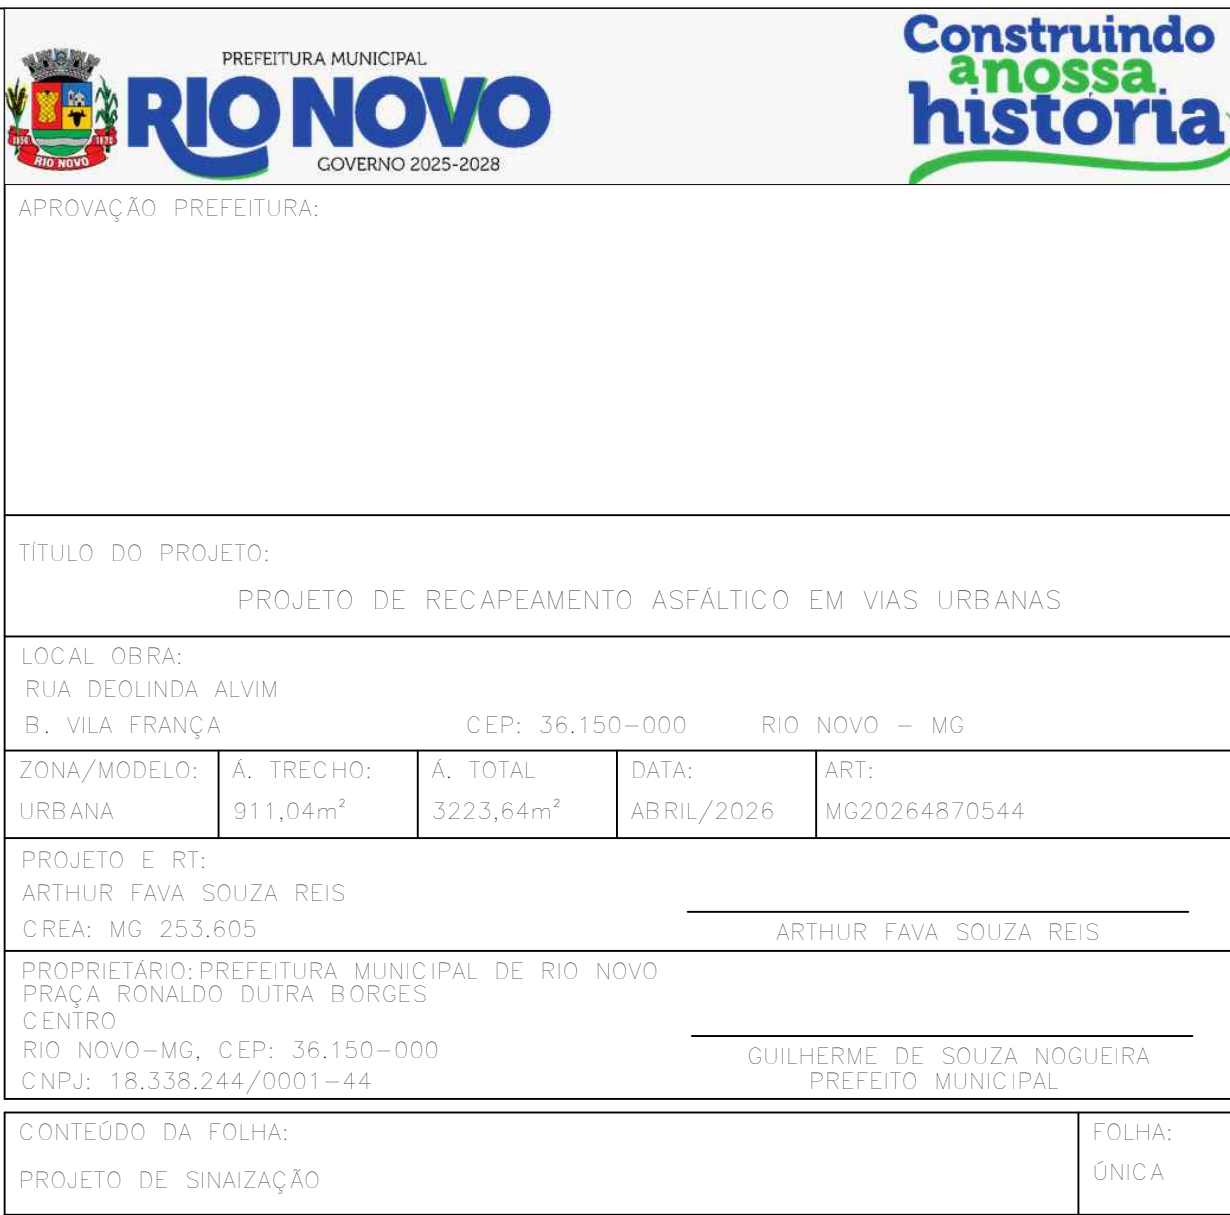 PREFEITURA MUNICIPAL
RIO NOVO
GOVERNO 2025-2028
1850 1870
RIO NOVO
Construindo
a nossa
história
APROVAÇÃO PREFEITURA:
TÍTULO DO PROJETO:
PROJETO DE RECAPEAMENTO ASFÁLTICO EM VIAS URBANAS
LOCAL OBRA:
RUA DEOLINDA ALVIM
B. VILA FRANÇA CEP: 36.150-000 RIO NOVO - MG
ZONA/MODELO: Á. TRECHO: Á. TOTAL DATA: ART:
URBANA 911,04m² 3223,64m² ABRIL/2026 MG20264870544
PROJETO E RT:
ARTHUR FAVA SOUZA REIS
CREA: MG 253.605
ARTHUR FAVA SOUZA REIS
PROPRIETÁRIO: PREFEITURA MUNICIPAL DE RIO NOVO
PRAÇA RONALDO DUTRA BORGES
CENTRO
RIO NOVO-MG, CEP: 36.150-000
CNPJ: 18.338.244/0001-44
GUILHERME DE SOUZA NOGUEIRA
PREFEITO MUNICIPAL
CONTEÚDO DA FOLHA: FOLHA:
PROJETO DE SINAIZAÇÃO ÚNICA